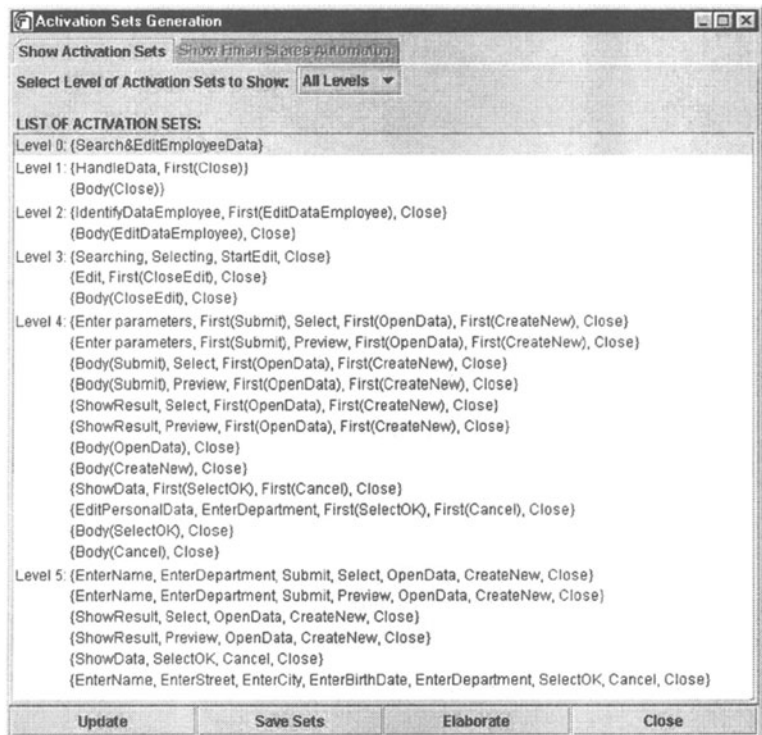 Activation Sets Generation
Show Activation Sets Show Finish States Automaton
Select Level of Activation Sets to Show: All Levels
LIST OF ACTIVATION SETS:
Level 0: {Search&EditEmployeeData}
Level 1: {HandleData, First(Close)}
{Body(Close)}
Level 2: {IdentifyDataEmployee, First(EditDataEmployee), Close}
{Body(EditDataEmployee), Close}
Level 3: {Searching, Selecting, StartEdit, Close}
{Edit, First(CloseEdit), Close}
{Body(CloseEdit), Close}
Level 4: {Enter parameters, First(Submit), Select, First(OpenData), First(CreateNew), Close}
{Enter parameters, First(Submit), Preview, First(OpenData), First(CreateNew), Close}
{Body(Submit), Select, First(OpenData), First(CreateNew), Close}
{Body(Submit), Preview, First(OpenData), First(CreateNew), Close}
{ShowResult, Select, First(OpenData), First(CreateNew), Close}
{ShowResult, Preview, First(OpenData), First(CreateNew), Close}
{Body(OpenData), Close}
{Body(CreateNew), Close}
{ShowData, First(SelectOK), First(Cancel), Close}
{EditPersonalData, EnterDepartment, First(SelectOK), First(Cancel), Close}
{Body(SelectOK), Close}
{Body(Cancel), Close}
Level 5: {EnterName, EnterDepartment, Submit, Select, OpenData, CreateNew, Close}
{EnterName, EnterDepartment, Submit, Preview, OpenData, CreateNew, Close}
{ShowResult, Select, OpenData, CreateNew, Close}
{ShowResult, Preview, OpenData, CreateNew, Close}
{ShowData, SelectOK, Cancel, Close}
{EnterName, EnterStreet, EnterCity, EnterBirthDate, EnterDepartment, SelectOK, Cancel, Close}
Update Save Sets Elaborate Close